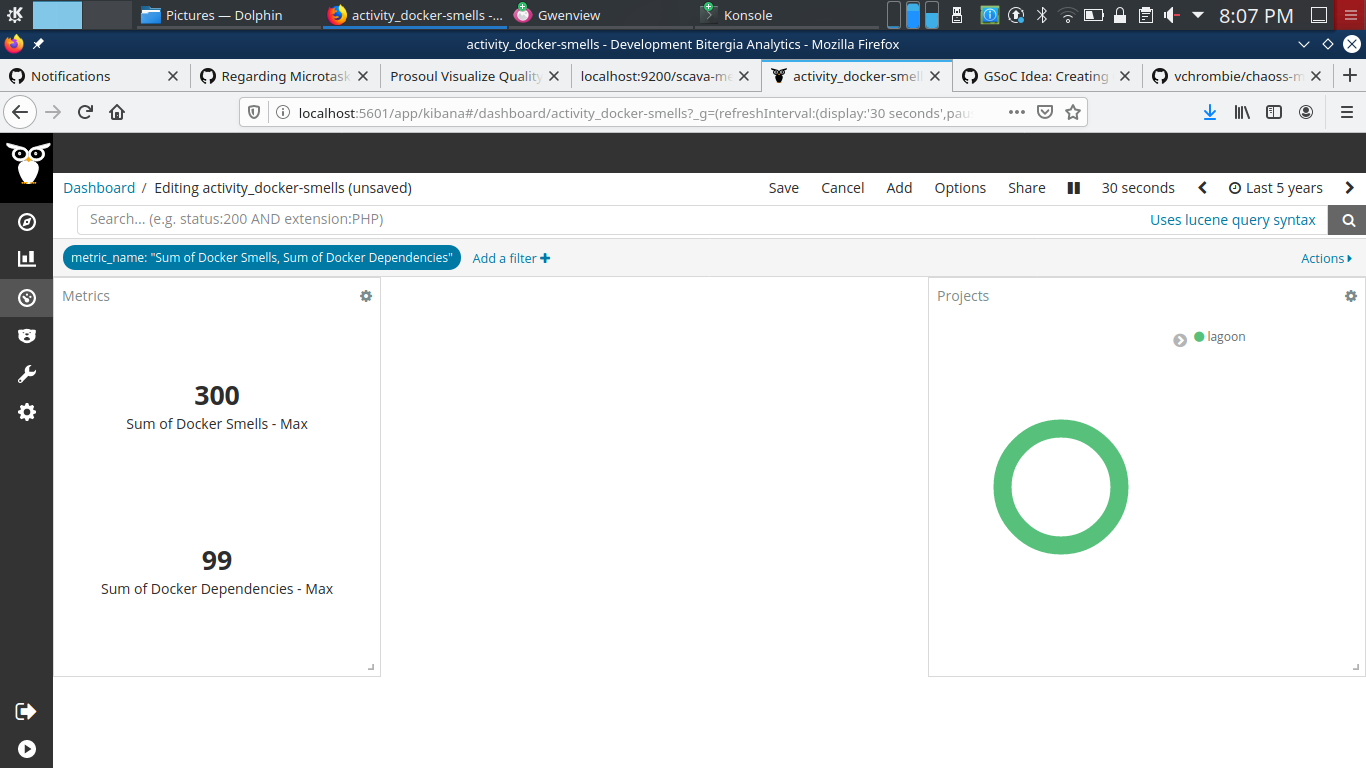 Pictures — Dolphin
activity_docker-smells -...
Gwenview
Konsole
8:07 PM
activity_docker-smells - Development Bitergia Analytics - Mozilla Firefox
Notifications
Regarding Microtask
Prosoul Visualize Quality
localhost:9200/scava-me
activity_docker-smell
GSoC Idea: Creating
vchrombie/chaoss-m
localhost:5601/app/kibana#/dashboard/activity_docker-smells?_g=(refreshInterval:(display:'30 seconds',pau
Dashboard / Editing activity_docker-smells (unsaved)
Save Cancel Add Options Share 30 seconds Last 5 years
Search... (e.g. status:200 AND extension:PHP)
Uses lucene query syntax
metric_name: "Sum of Docker Smells, Sum of Docker Dependencies"
Add a filter
Actions
Metrics
300
Sum of Docker Smells - Max
99
Sum of Docker Dependencies - Max
Projects
lagoon